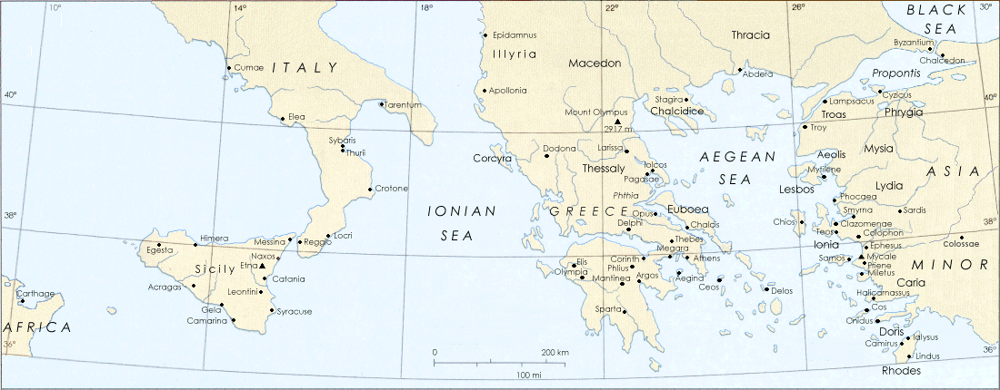 10°
14°
18°
22°
26°
30°
BLACK
SEA
Epidamnus
Thracia
Byzantium
Illyria
Chalcedon
Cumae
ITALY
Macedon
Propontis
Abdera
40°
Apollonia
Stagira
Lampsacus
Cyzicus
40°
Tarentum
Chalcidice
Troas
Phrygia
Elea
Mount Olympus
2917 m
Troy
Sybaris
Thurii
Corcyra
Dodona
Larissa
AEGEAN
SEA
Aeolis
Mysia
Thessaly
Iolcos
Pagasae
Mytilene
ASIA
Crotone
Phthia
Lesbos
Lydia
Phocaea
IONIAN
SEA
GREECE
Opus
Euboea
Smyrna
Sardis
38°
Delphi
Chalcis
Chios
Clazomenae
Teos
Colophon
38°
Himera
Messina
Reggio
Locri
Thebes
Ionia
Ephesus
Colossae
Egesta
Megara
Naxos
Etna
Sicily
Elis
Corinth
Athens
Samos
Mycale
Priene
MINOR
Phlius
Olympia
Mantinea
Argos
Aegina
Miletus
Catania
Acragas
Leontini
Ceos
Delos
Caria
Halicarnassus
Carthage
Gela
Syracuse
Sparta
Cos
Camarina
Onidus
AFRICA
Doris
Ialysus
36°
Camirus
36°
0
200 km
Lindus
100 mi
Rhodes